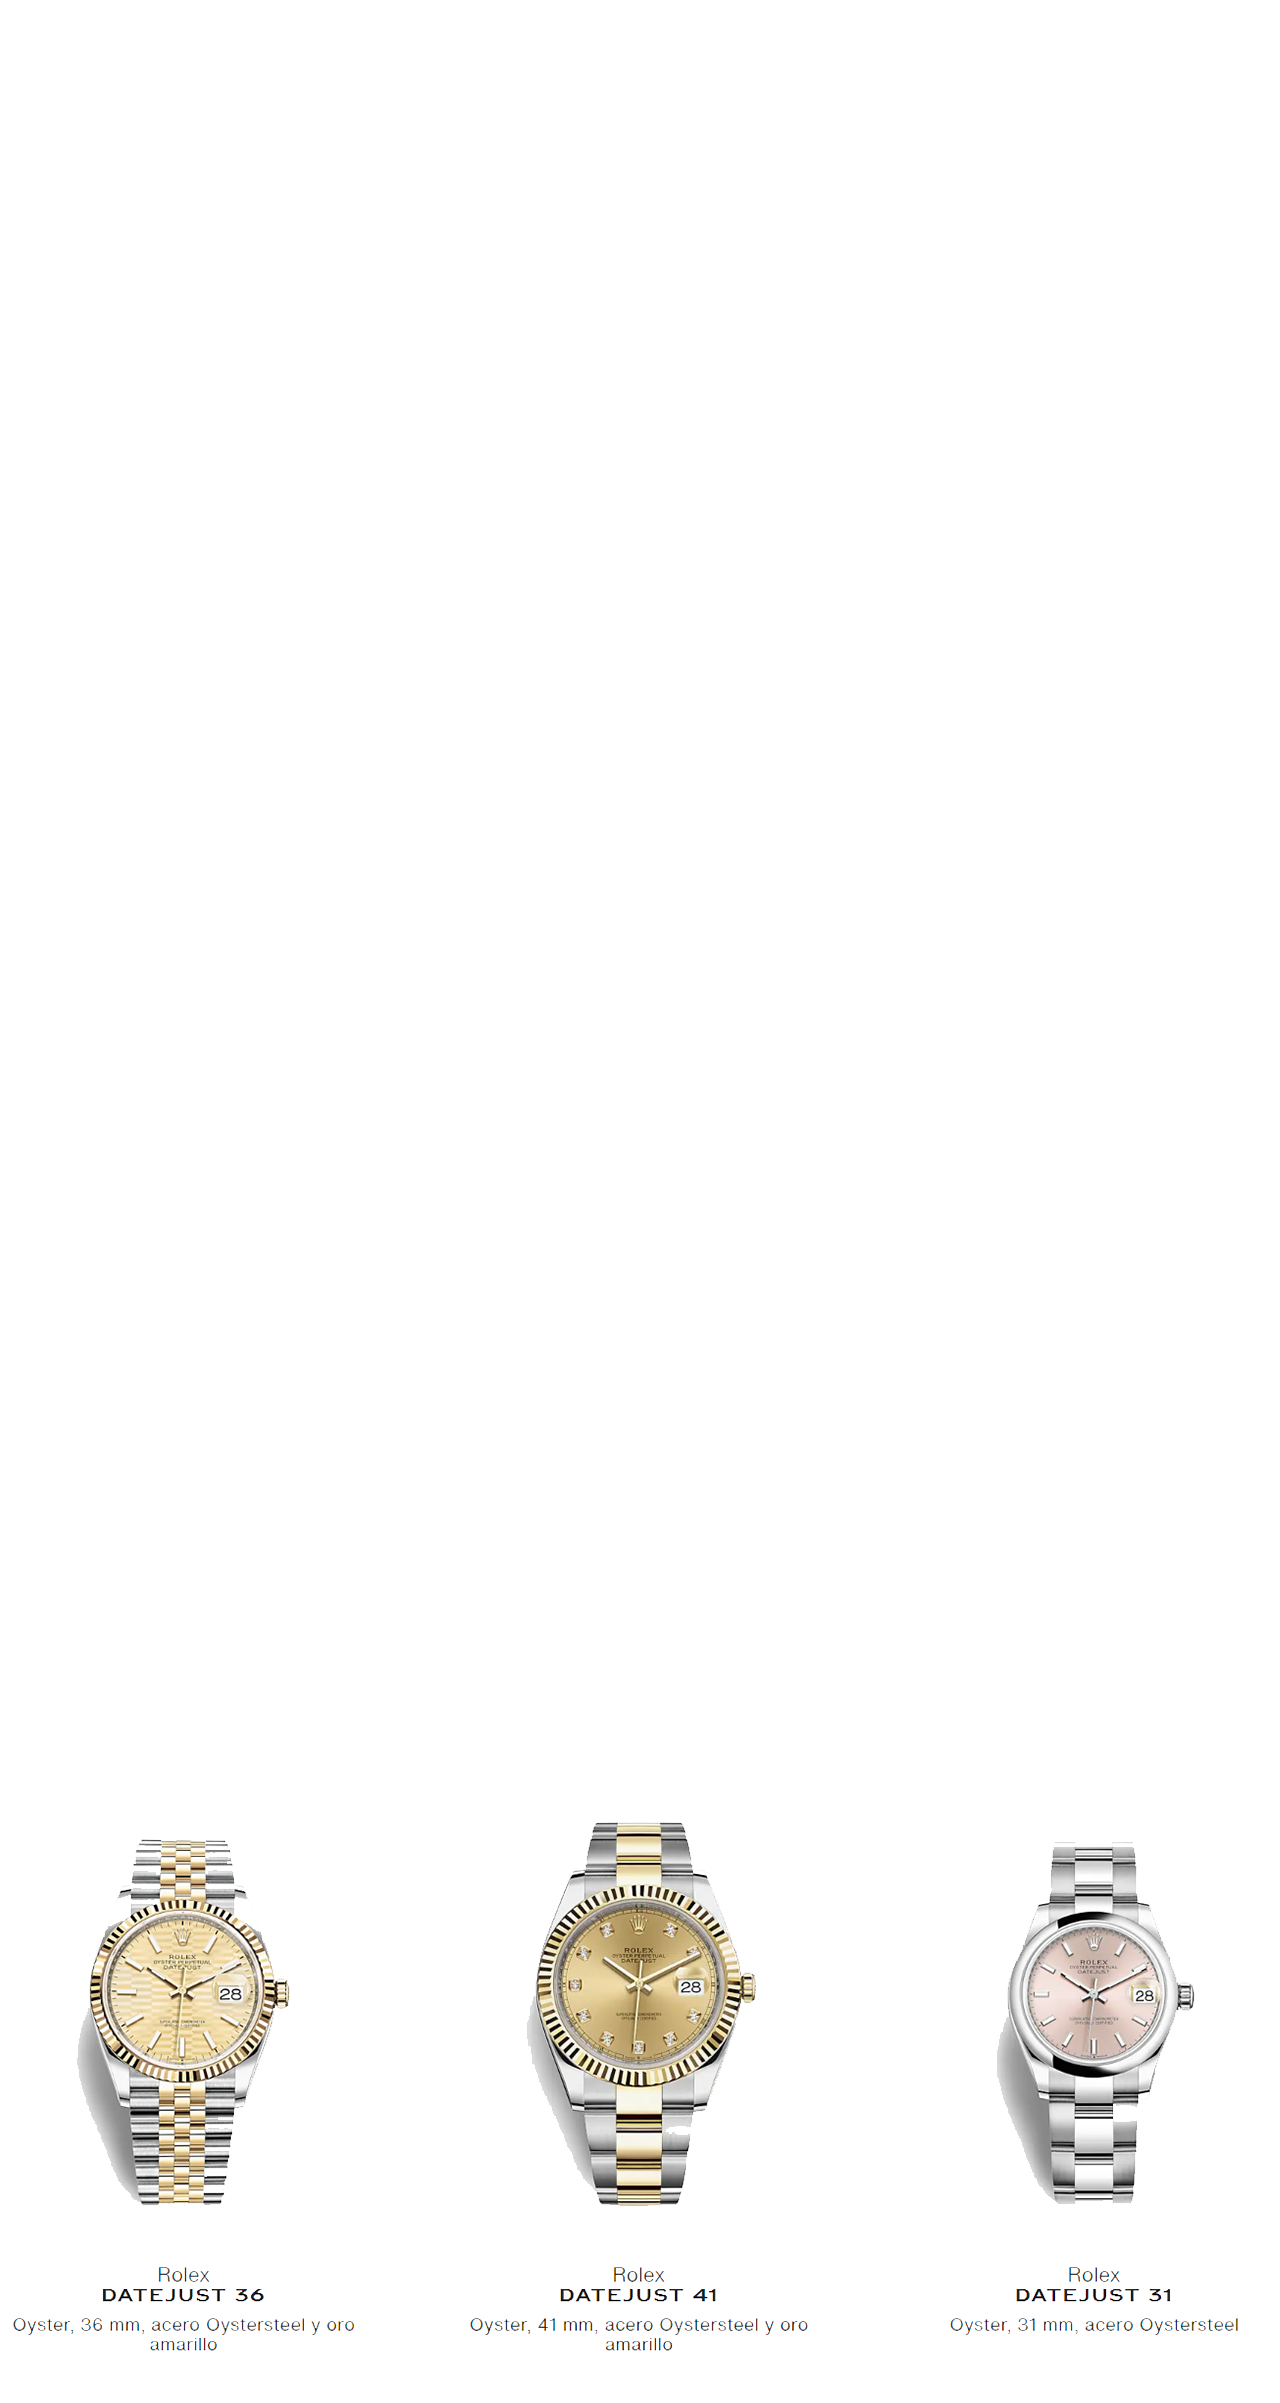 ROLEX
OYSTER PERPETUAL
DATEJUST
28
ROLEX
OYSTER PERPETUAL
DATEJUST
28
ROLEX
OYSTER PERPETUAL
DATEJUST
28
Rolex
DATEJUST 36
Oyster, 36 mm, acero Oystersteel y oro
amarillo
Rolex
DATEJUST 41
Oyster, 41 mm, acero Oystersteel y oro
amarillo
Rolex
DATEJUST 31
Oyster, 31 mm, acero Oystersteel